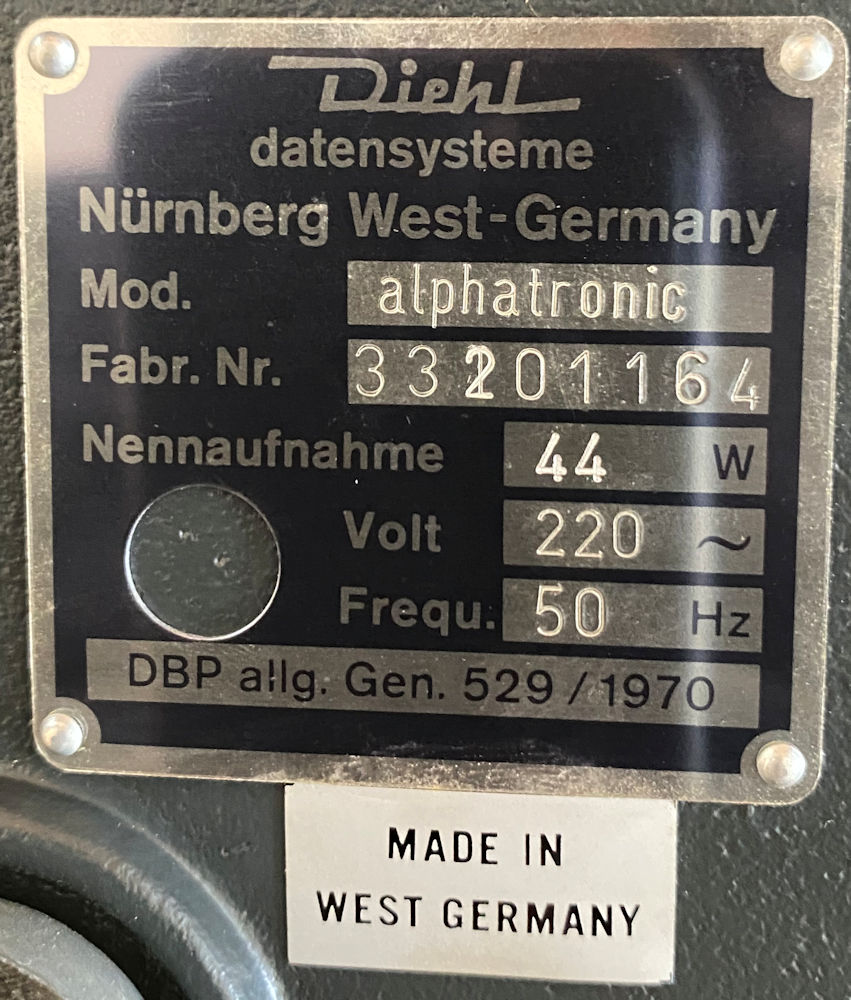 Diehl
datensysteme
Nürnberg West-Germany
Mod. alphatronic
Fabr. Nr. 33201164
Nennaufnahme 44 W
Volt 220 ~
Frequ. 50 Hz
DBP allg. Gen. 529/1970
MADE IN
WEST GERMANY